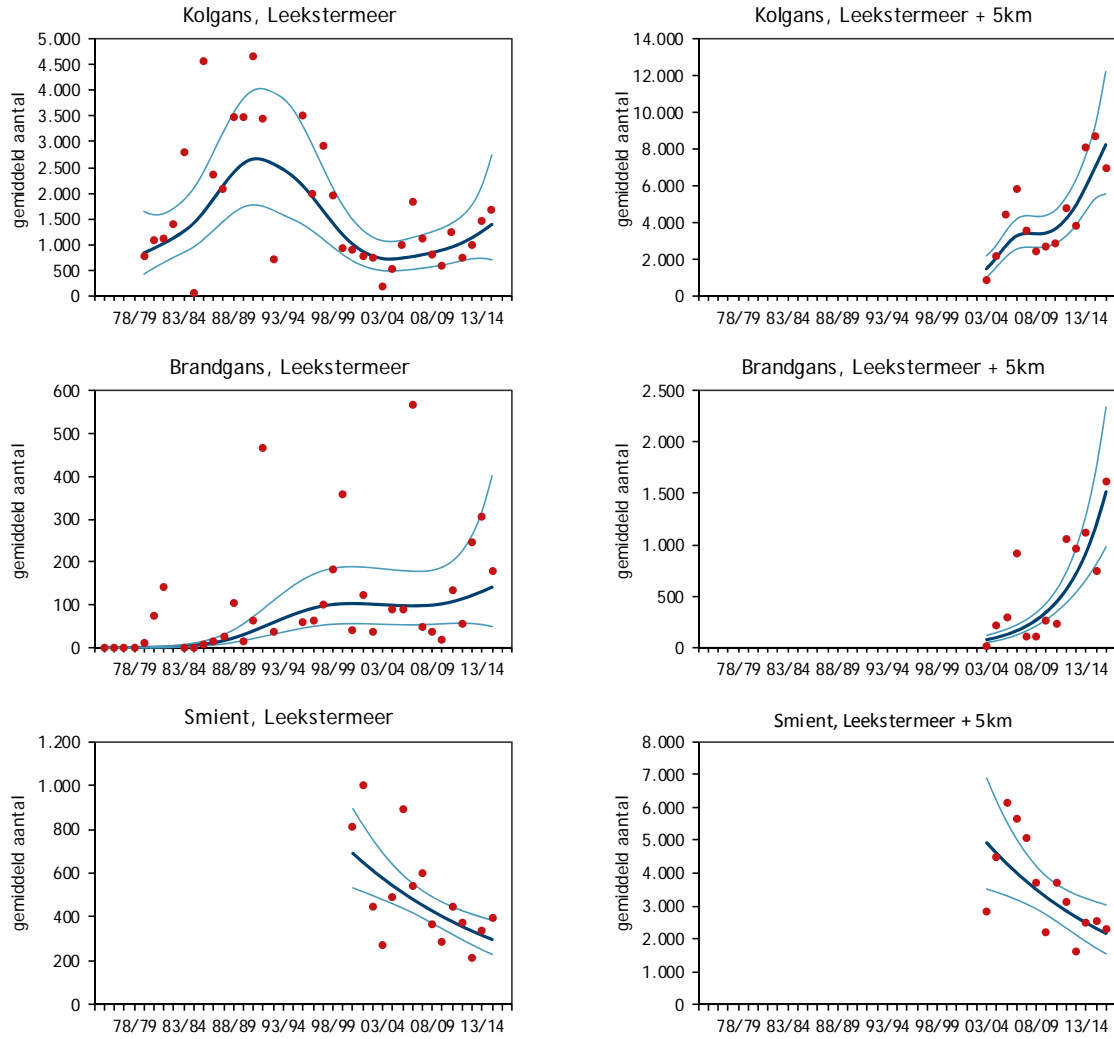 Kolgans, Leekstermeer
gemiddeld aantal
5.000
4.500
4.000
3.500
3.000
2.500
2.000
1.500
1.000
500
0
78/79 83/84 88/89 93/94 98/99 03/04 08/09 13/14
Kolgans, Leekstermeer + 5km
gemiddeld aantal
14.000
12.000
10.000
8.000
6.000
4.000
2.000
0
78/79 83/84 88/89 93/94 98/99 03/04 08/09 13/14
Brandgans, Leekstermeer
gemiddeld aantal
600
500
400
300
200
100
0
78/79 83/84 88/89 93/94 98/99 03/04 08/09 13/14
Brandgans, Leekstermeer + 5km
gemiddeld aantal
2.500
2.000
1.500
1.000
500
0
78/79 83/84 88/89 93/94 98/99 03/04 08/09 13/14
Smient, Leekstermeer
gemiddeld aantal
1.200
1.000
800
600
400
200
0
78/79 83/84 88/89 93/94 98/99 03/04 08/09 13/14
Smient, Leekstermeer + 5km
gemiddeld aantal
8.000
7.000
6.000
5.000
4.000
3.000
2.000
1.000
0
78/79 83/84 88/89 93/94 98/99 03/04 08/09 13/14